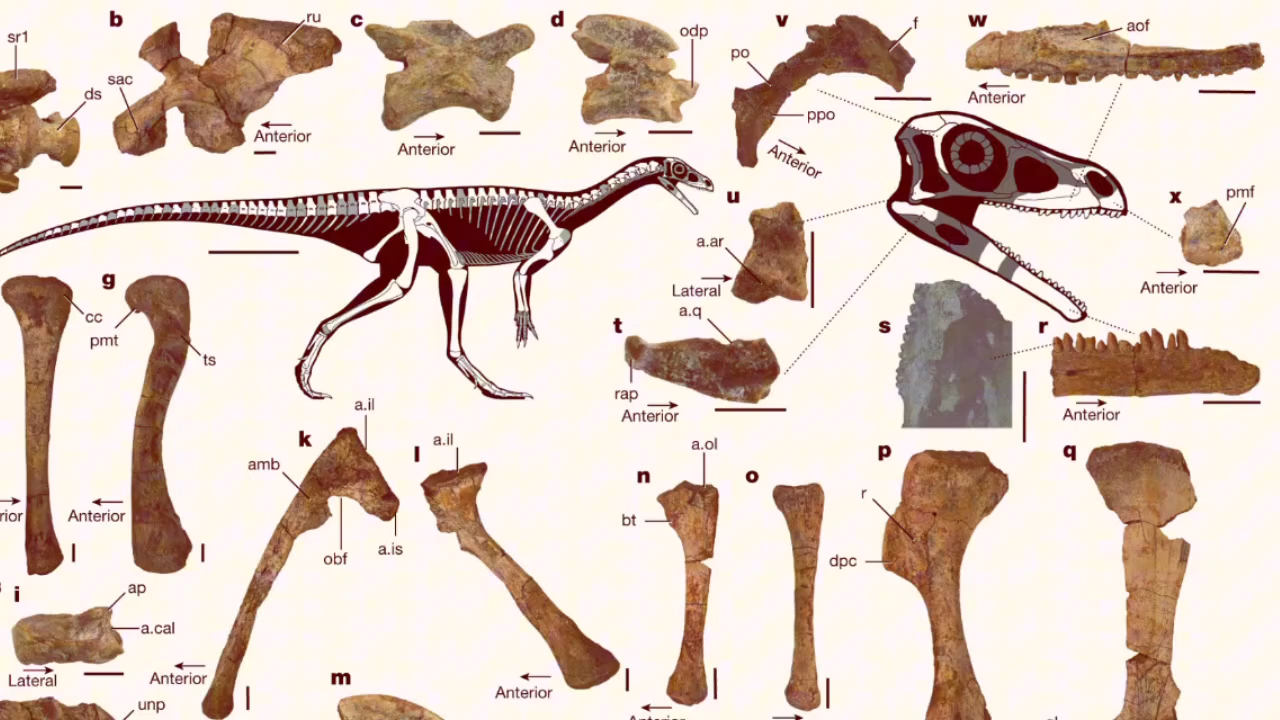 b
ru
c
d
v
f
w
sr1
odp
po
aof
sac
ds
Anterior
ppo
Anterior
Anterior
Anterior
Anterior
u
x
pmf
a.ar
Lateral
Anterior
g
a.q
cc
pmt
t
s
r
ts
rap
Anterior
Anterior
a.il
k
a.il
l
amb
a.ol
n
o
p
q
r
rior
Anterior
bt
obf
a.is
dpc
i
ap
a.cal
Lateral
Anterior
Anterior
m
unp
Anterior